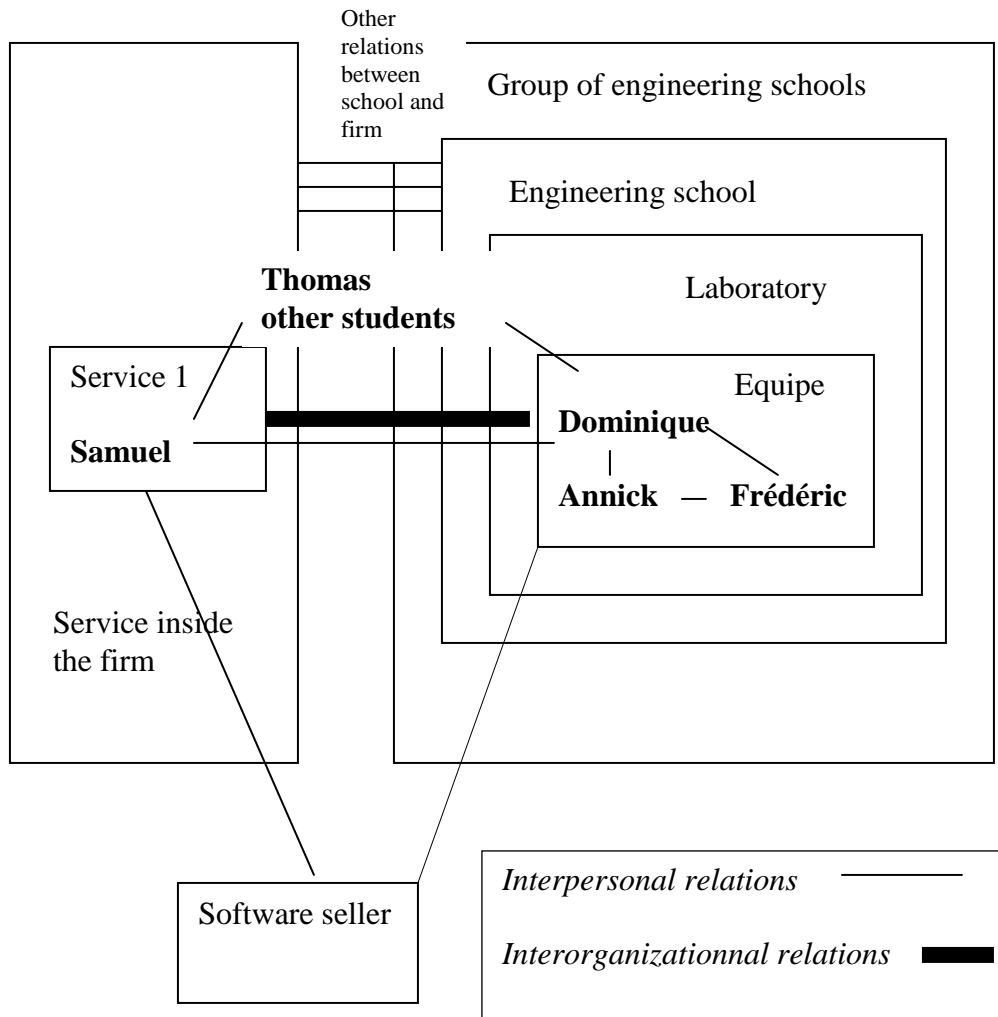 Other
relations
between
school and
firm
Group of engineering schools
Engineering school
Thomas
other students
Laboratory
Service 1
Equipe
Samuel
Dominique
Annick
Frédéric
Service inside
the firm
Software seller
Interpersonal relations
Interorganizationnal relations